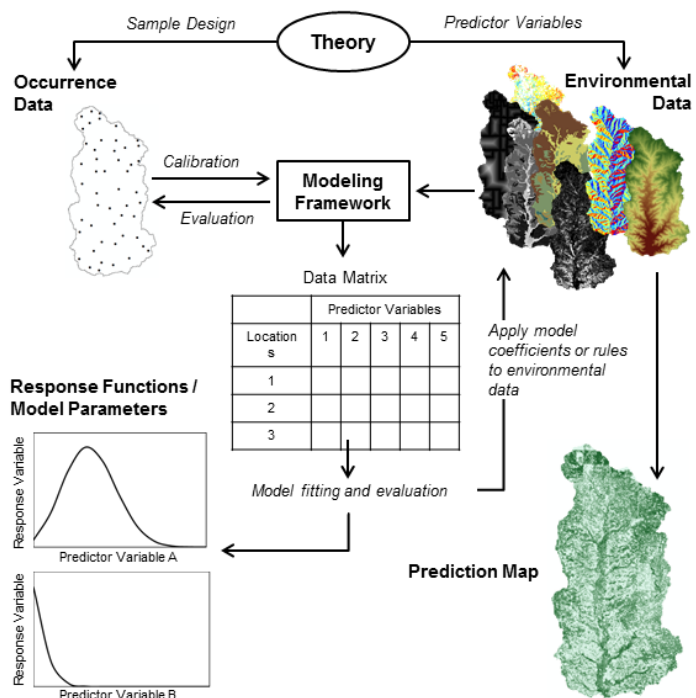 Sample Design
Theory
Predictor Variables
Occurrence
Data
Environmental
Data
Calibration
Evaluation
Modeling
Framework
Data Matrix
Predictor Variables
Location
s
1 2 3 4 5
1
2
3
Apply model
coefficients or rules
to environmental
data
Response Functions /
Model Parameters
Response Variable
Predictor Variable A
Model fitting and evaluation
Response Variable
Predictor Variable B
Prediction Map